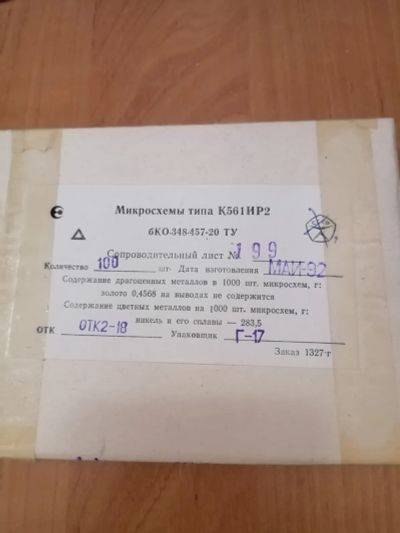 Микросхемы типа К561ИР2
бКО·348·457-20 ТУ
Сопроводительный лист № 199
Количество 100 шт. Дата изготовления МАЙ-92
Содержание драгоценных металлов в 1000 шт. микросхем, г:
золото 0,4568 на выводах не содержится
Содержание цветных металлов на 1000 шт. микросхем, г:
никель и его сплавы — 283,5
ОТК ОТК2-18 Упаковщик Г-17
Заказ 1327-г